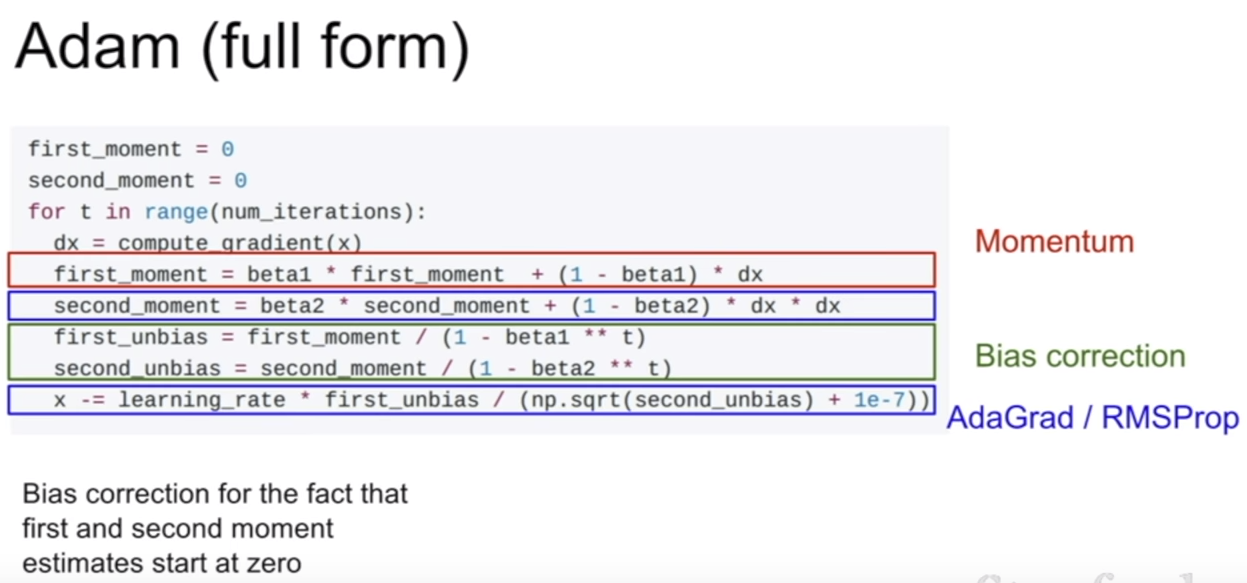 Adam (full form)
first_moment = 0
second_moment = 0
for t in range(num_iterations):
dx = compute_gradient(x)
first_moment = beta1 * first_moment + (1 - beta1) * dx
Momentum
second_moment = beta2 * second_moment + (1 - beta2) * dx * dx
first_unbias = first_moment / (1 - beta1 ** t)
second_unbias = second_moment / (1 - beta2 ** t)
Bias correction
x -= learning_rate * first_unbias / (np.sqrt(second_unbias) + 1e-7))
AdaGrad / RMSProp
Bias correction for the fact that
first and second moment
estimates start at zero